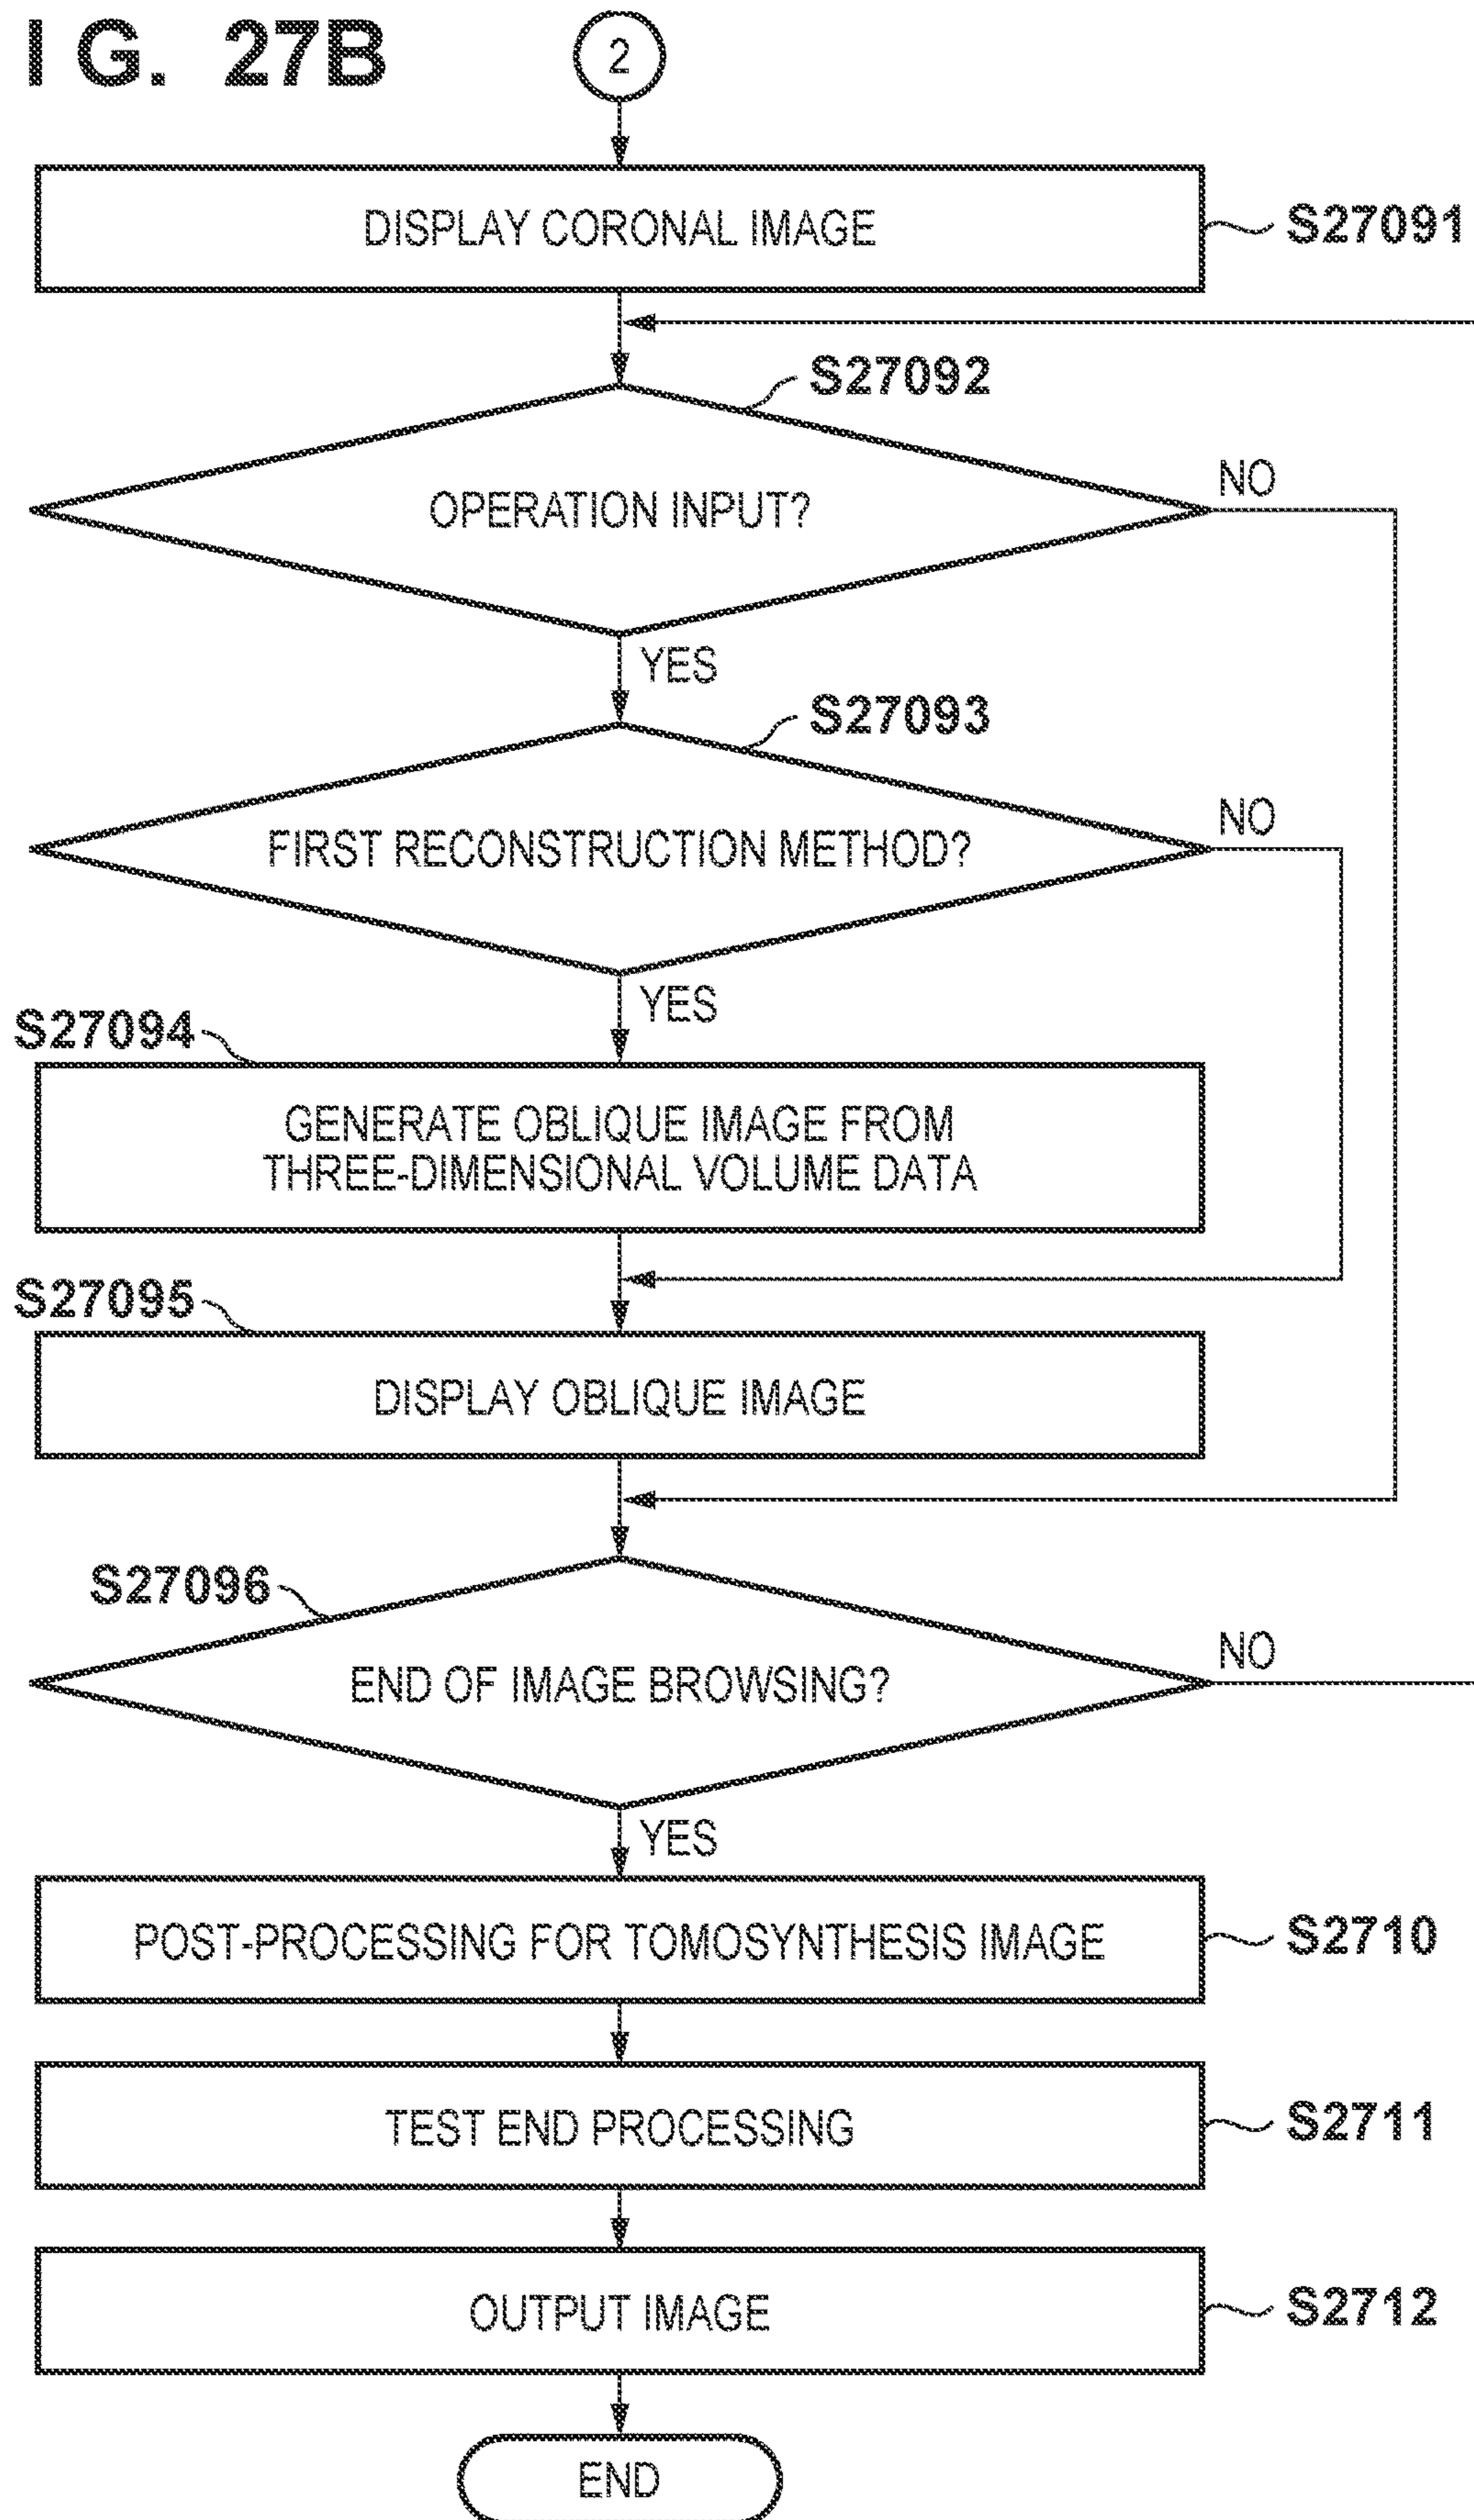 IG. 27B
2
DISPLAY CORONAL IMAGE
S27091
S27092
OPERATION INPUT?
NO
YES
S27093
FIRST RECONSTRUCTION METHOD?
NO
YES
S27094
GENERATE OBLIQUE IMAGE FROM
THREE-DIMENSIONAL VOLUME DATA
S27095
DISPLAY OBLIQUE IMAGE
S27096
END OF IMAGE BROWSING?
NO
YES
POST-PROCESSING FOR TOMOSYNTHESIS IMAGE
S2710
TEST END PROCESSING
S2711
OUTPUT IMAGE
S2712
END